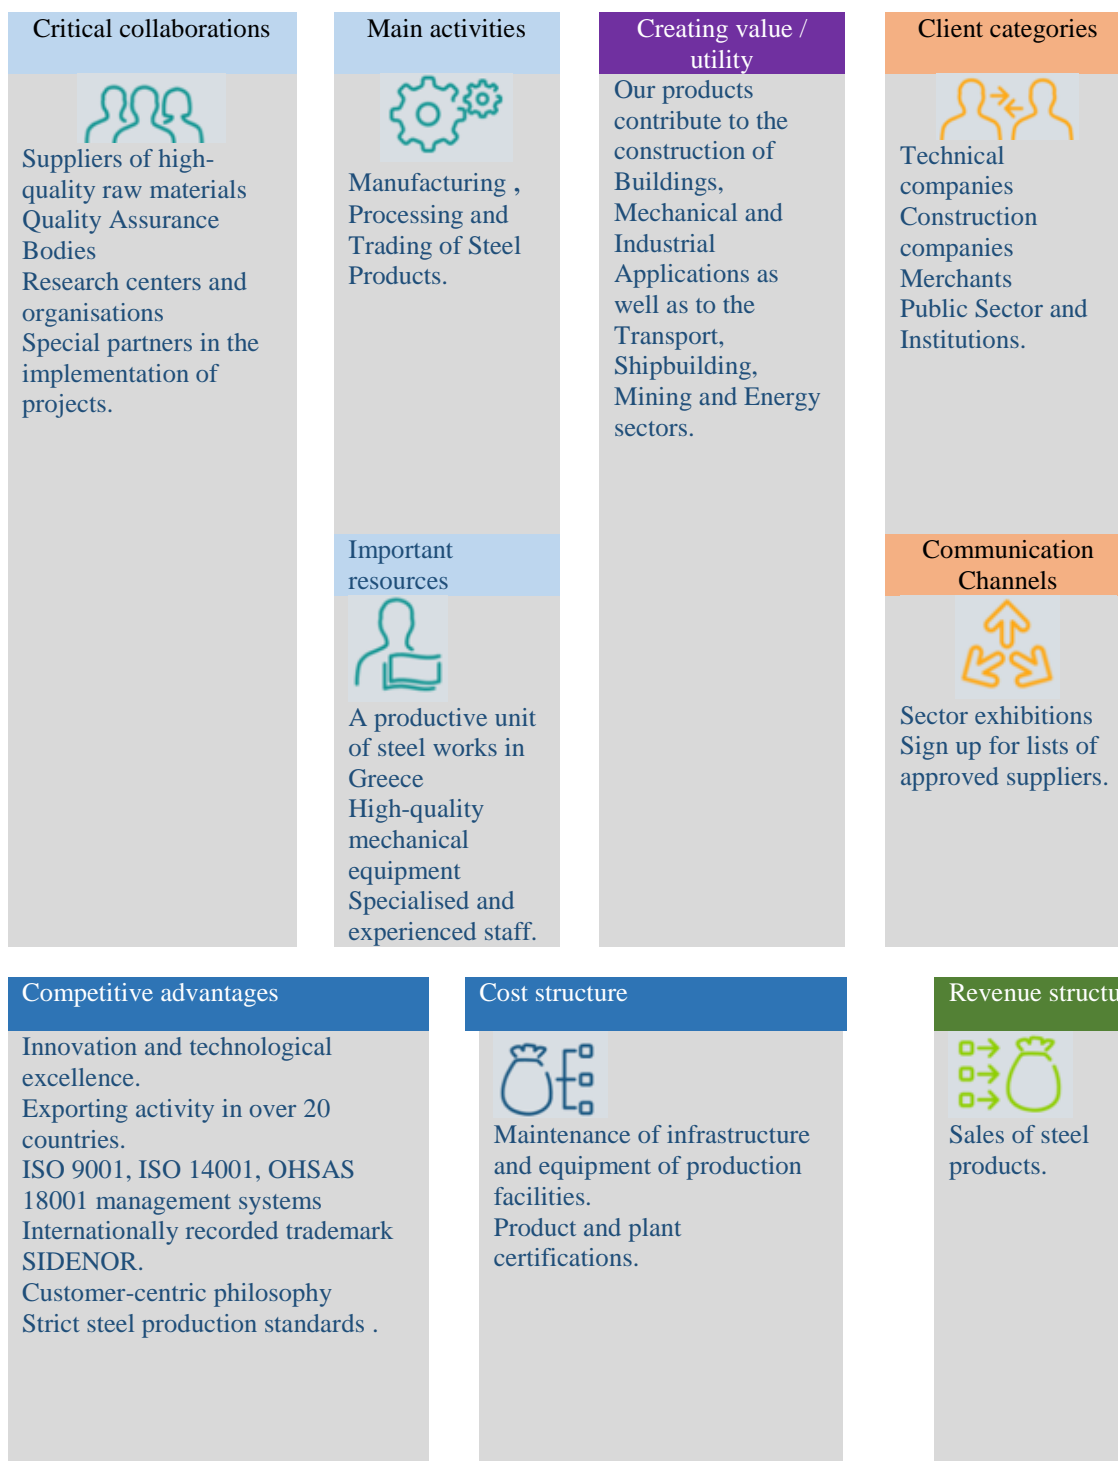 Critical collaborations
Suppliers of high-
quality raw materials
Quality Assurance
Bodies
Research centers and
organisations
Special partners in the
implementation of
projects.
Main activities
Manufacturing ,
Processing and
Trading of Steel
Products.
Important
resources
A productive unit
of steel works in
Greece
High-quality
mechanical
equipment
Specialised and
experienced staff.
Creating value /
utility
Our products
contribute to the
construction of
Buildings,
Mechanical and
Industrial
Applications as
well as to the
Transport,
Shipbuilding,
Mining and Energy
sectors.
Client categories
Technical
companies
Construction
companies
Merchants
Public Sector and
Institutions.
Communication
Channels
Sector exhibitions
Sign up for lists of
approved suppliers.
Competitive advantages
Innovation and technological
excellence.
Exporting activity in over 20
countries.
ISO 9001, ISO 14001, OHSAS
18001 management systems
Internationally recorded trademark
SIDENOR.
Customer-centric philosophy
Strict steel production standards .
Cost structure
Maintenance of infrastructure
and equipment of production
facilities.
Product and plant
certifications.
Revenue structu
Sales of steel
products.